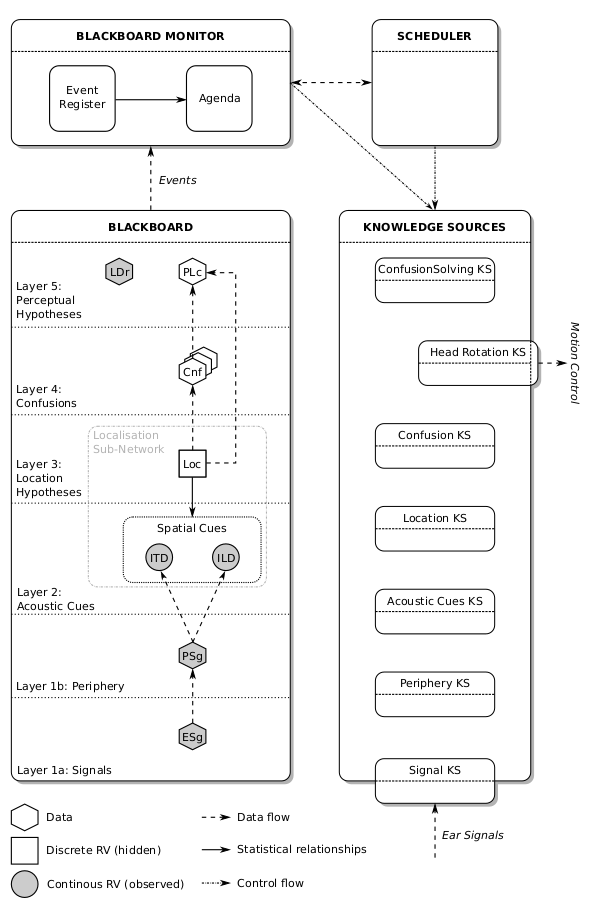 BLACKBOARD MONITOR
Event
Register
Agenda
SCHEDULER
Events
BLACKBOARD
LDr
PLc
Layer 5:
Perceptual
Hypotheses
Cnf
Layer 4:
Confusions
Localisation
Sub-Network
Loc
Layer 3:
Location
Hypotheses
Spatial Cues
ITD
ILD
Layer 2:
Acoustic Cues
PSg
Layer 1b: Periphery
ESg
Layer 1a: Signals
KNOWLEDGE SOURCES
ConfusionSolving KS
Head Rotation KS
Motion Control
Confusion KS
Location KS
Acoustic Cues KS
Periphery KS
Signal KS
Ear Signals
Data
Discrete RV (hidden)
Continous RV (observed)
Data flow
Statistical relationships
Control flow